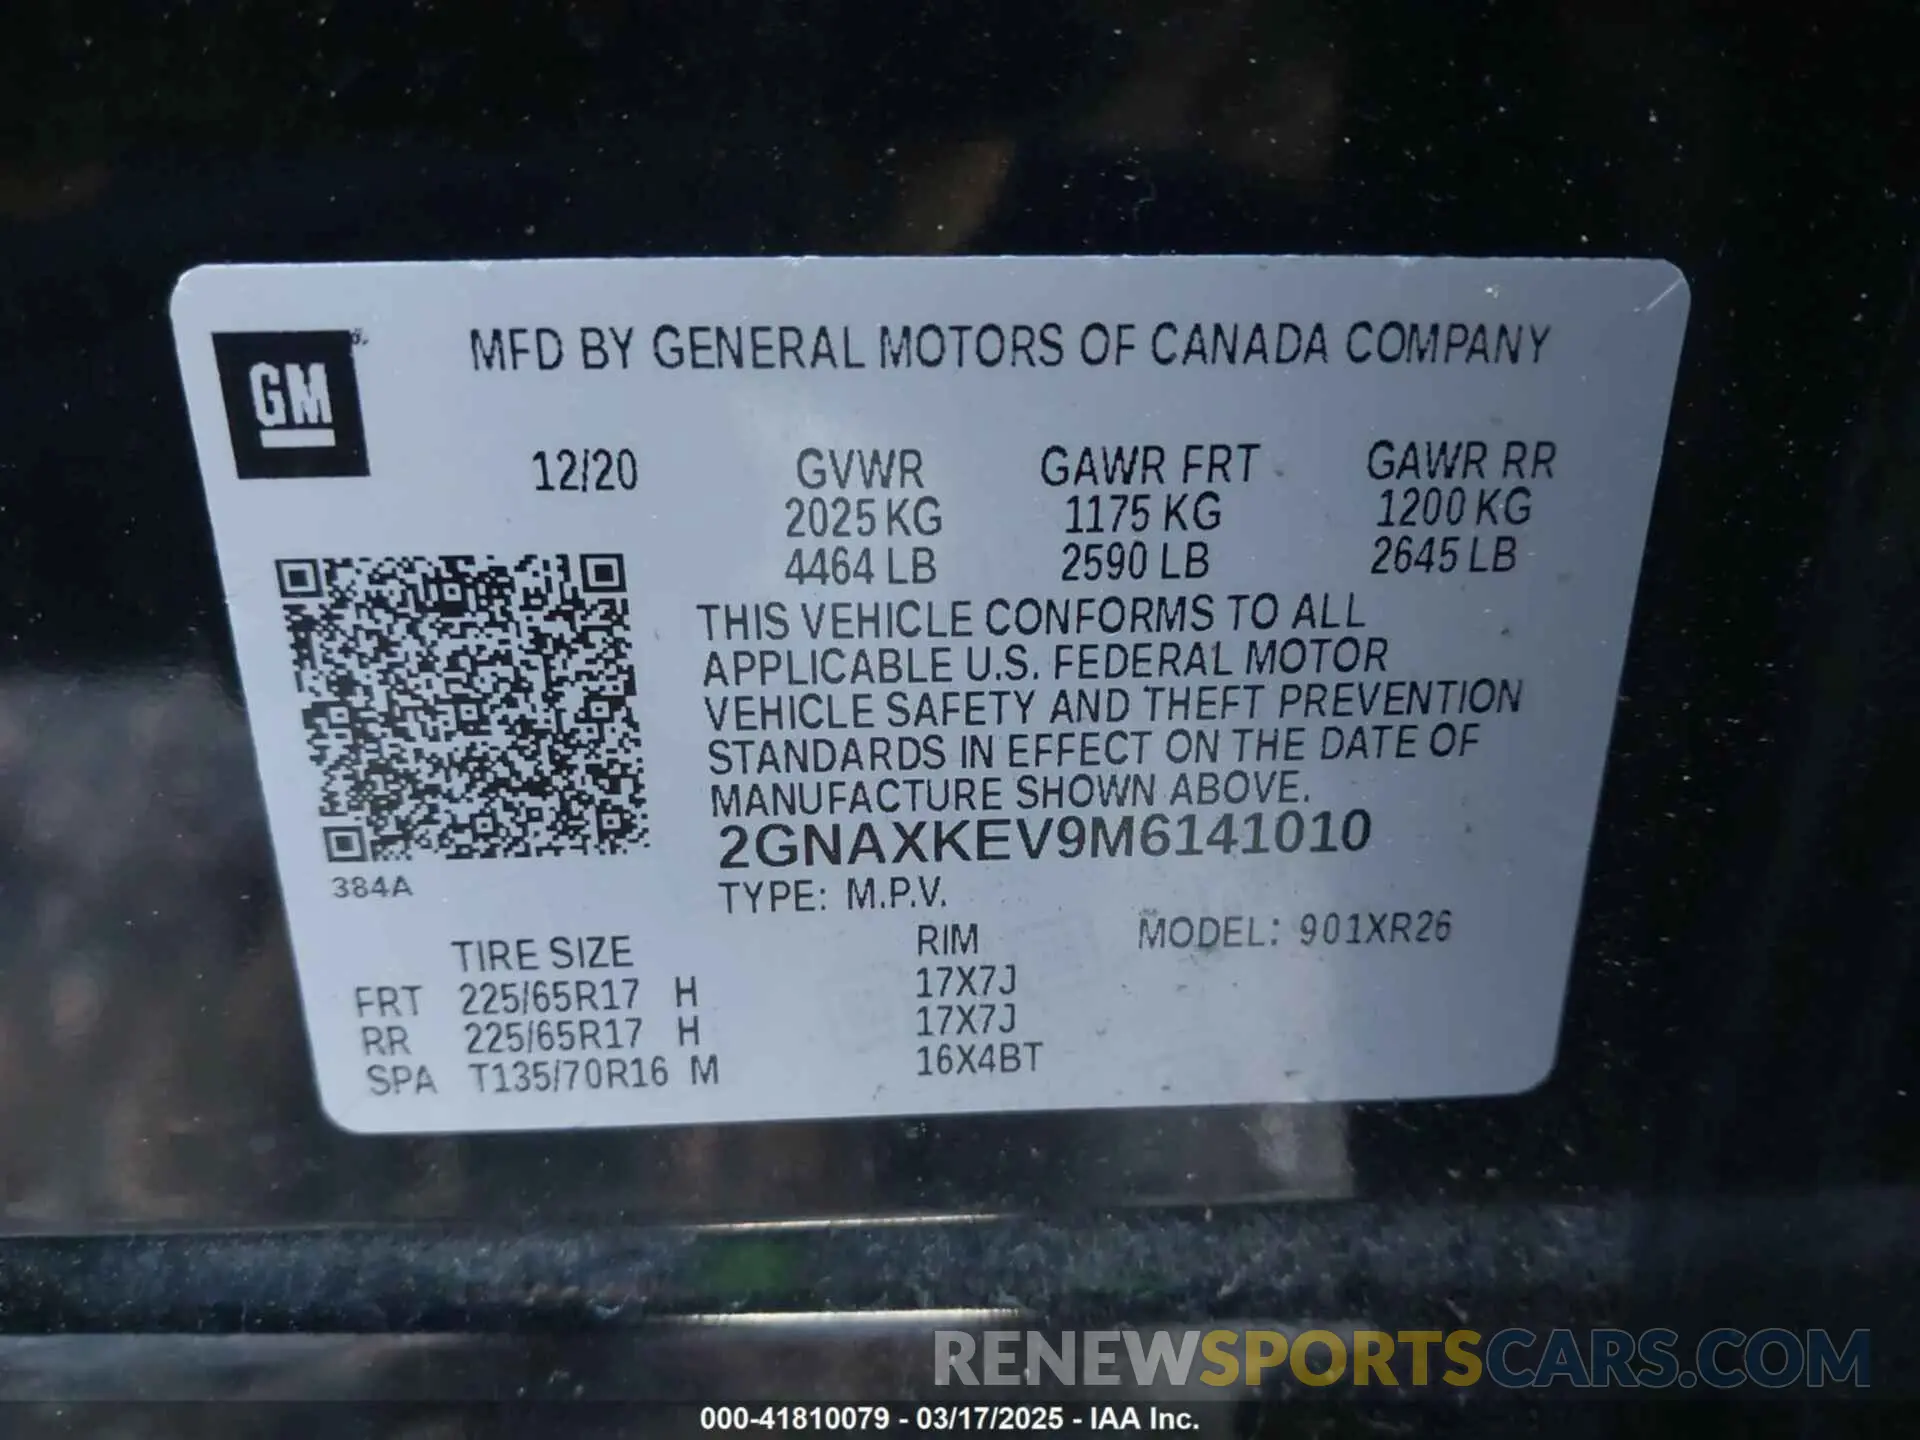 GM
MFD BY GENERAL MOTORS OF CANADA COMPANY
12/20 GVWR GAWR FRT GAWR RR
2025 KG 1175 KG 1200 KG
4464 LB 2590 LB 2645 LB
THIS VEHICLE CONFORMS TO ALL
APPLICABLE U.S. FEDERAL MOTOR
VEHICLE SAFETY AND THEFT PREVENTION
STANDARDS IN EFFECT ON THE DATE OF
MANUFACTURE SHOWN ABOVE.
2GNAXKEV9M6141010
384A
TYPE: M.P.V.
TIRE SIZE RIM MODEL: 901XR26
FRT 225/65R17 H 17X7J
RR 225/65R17 H 17X7J
SPA T135/70R16 M 16X4BT
RENEWSPORTSCARS.COM
000-41810079 - 03/17/2025 - IAA Inc.